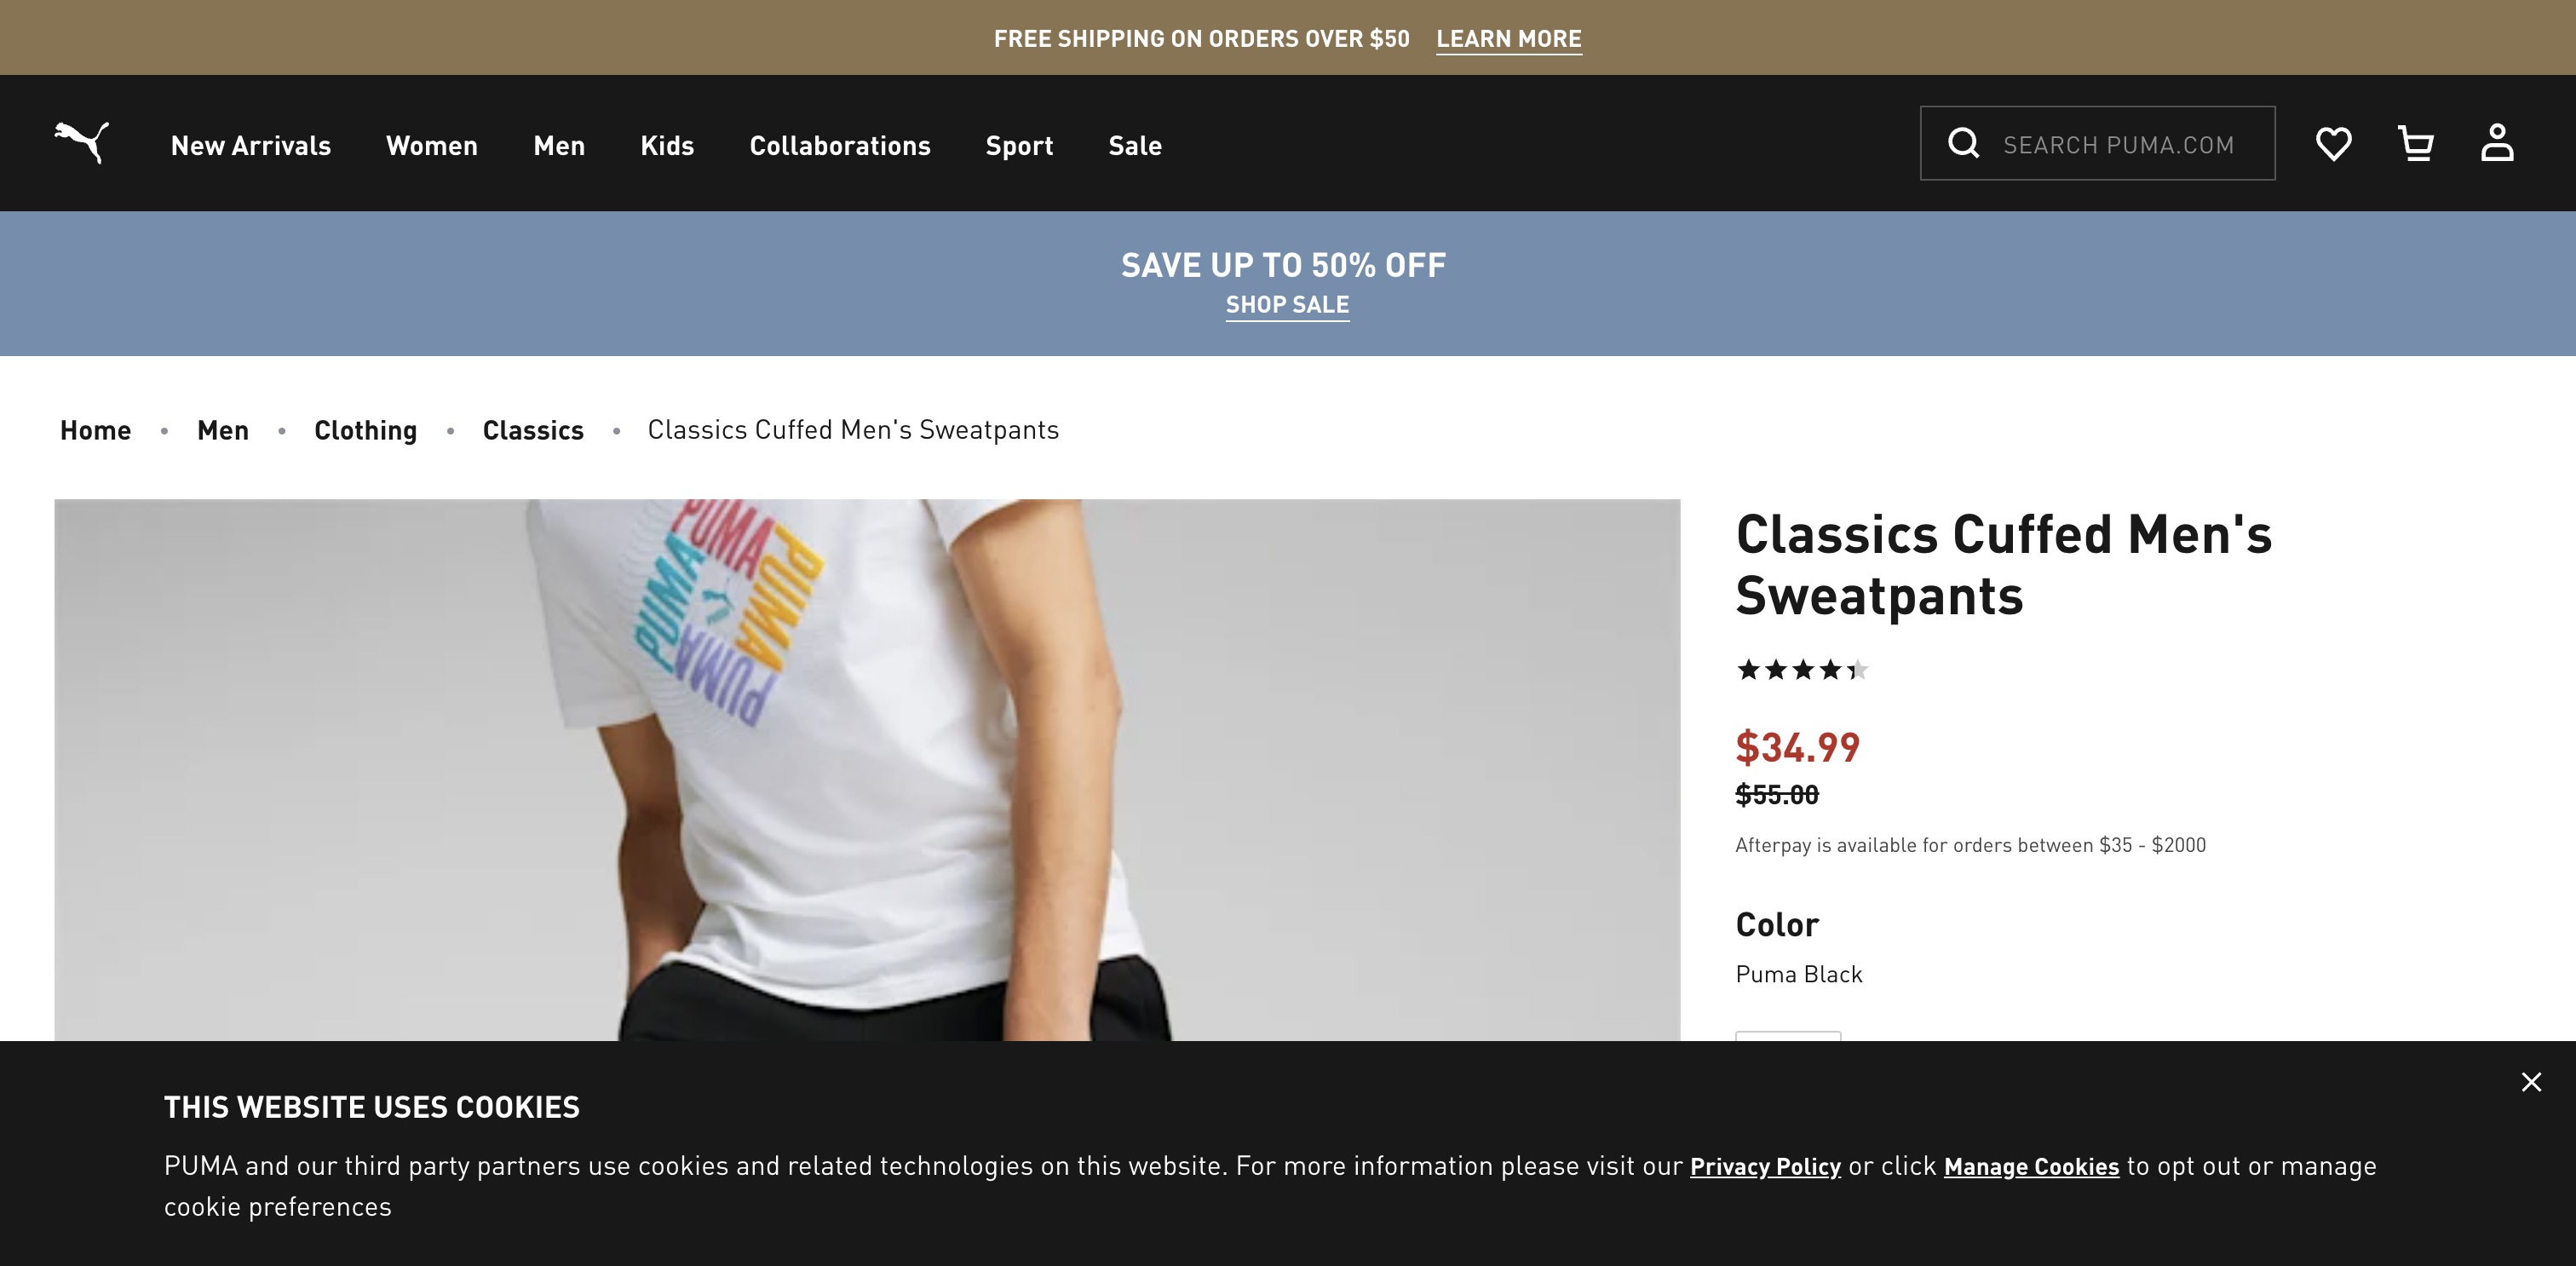 FREE SHIPPING ON ORDERS OVER $50 LEARN MORE
New Arrivals Women Men Kids Collaborations Sport Sale SEARCH PUMA.COM
SAVE UP TO 50% OFF
SHOP SALE
Home • Men • Clothing • Classics • Classics Cuffed Men's Sweatpants
PUMA
PUMA
PUMA
PUMA
Classics Cuffed Men's
Sweatpants
$34.99
$55.00
Afterpay is available for orders between $35 - $2000
Color
Puma Black
THIS WEBSITE USES COOKIES
PUMA and our third party partners use cookies and related technologies on this website. For more information please visit our Privacy Policy or click Manage Cookies to opt out or manage
cookie preferences